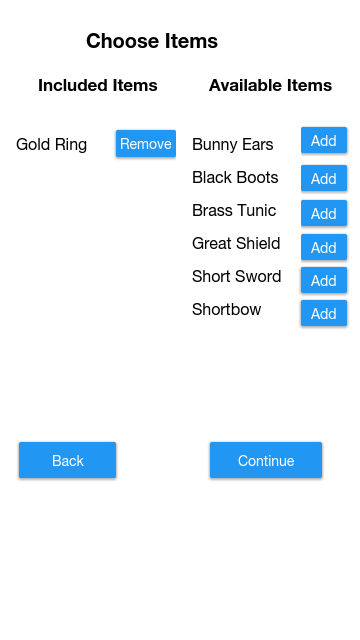 Choose Items
Included Items
Available Items
Gold Ring
Remove
Bunny Ears
Add
Black Boots
Add
Brass Tunic
Add
Great Shield
Add
Short Sword
Add
Shortbow
Add
Back
Continue